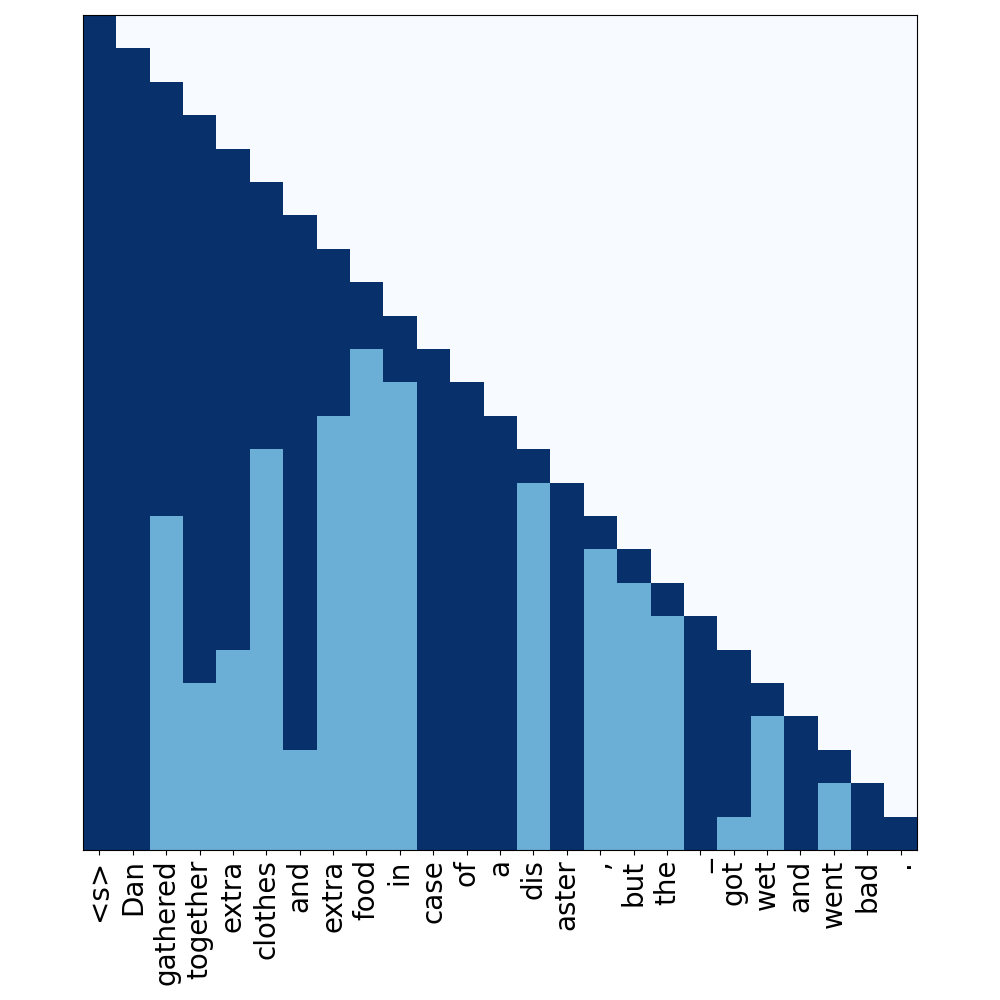 <s>
Dan
gathered
together
extra
clothes
and
extra
food
in
case
of
a
dis
aster
,
but
the
_
got
wet
and
went
bad
.